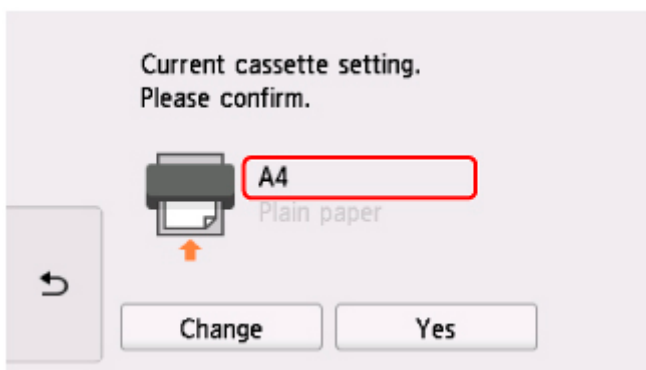 Current cassette setting.
Please confirm.
A4
Plain paper
Change
Yes